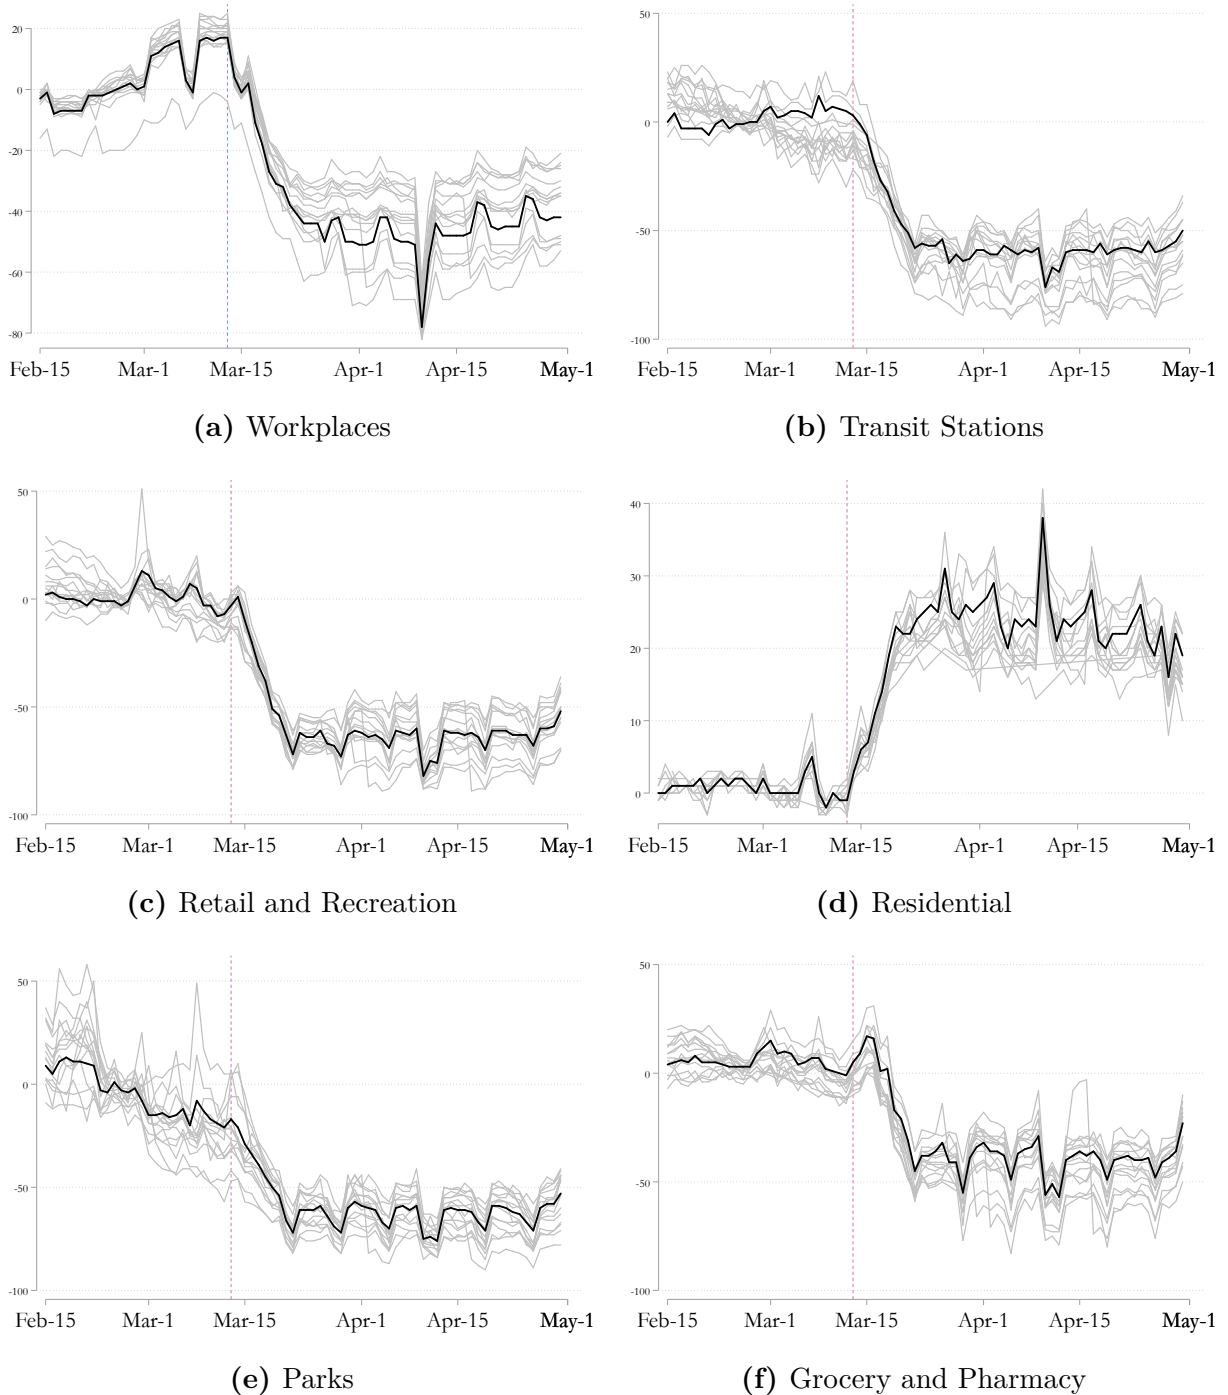 20
0
-20
-40
-60
-80
Feb-15 Mar-1 Mar-15 Apr-1 Apr-15 May-1
(a) Workplaces
50
0
-50
-100
Feb-15 Mar-1 Mar-15 Apr-1 Apr-15 May-1
(b) Transit Stations
50
0
-50
-100
Feb-15 Mar-1 Mar-15 Apr-1 Apr-15 May-1
(c) Retail and Recreation
40
30
20
10
0
Feb-15 Mar-1 Mar-15 Apr-1 Apr-15 May-1
(d) Residential
50
0
-50
-100
Feb-15 Mar-1 Mar-15 Apr-1 Apr-15 May-1
(e) Parks
50
0
-50
-100
Feb-15 Mar-1 Mar-15 Apr-1 Apr-15 May-1
(f) Grocery and Pharmacy